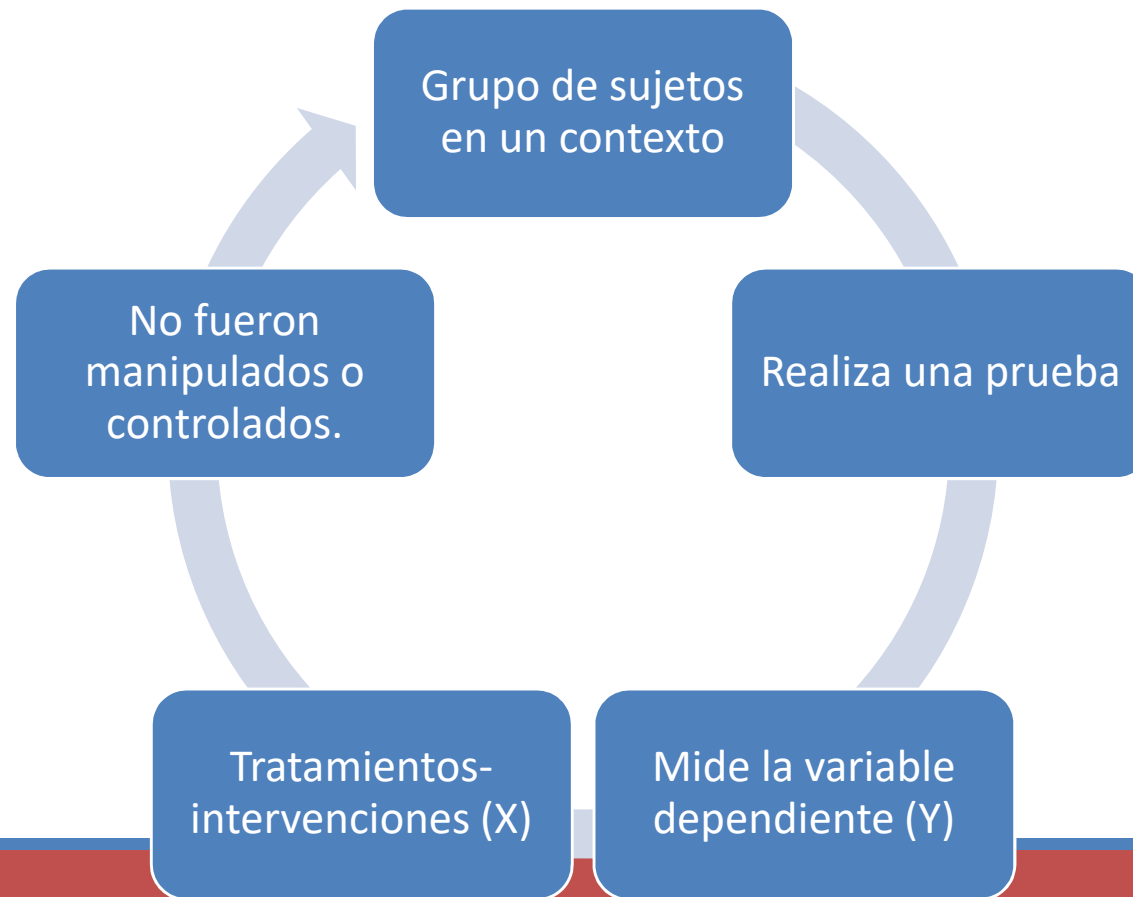 Grupo de sujetos
en un contexto
Realiza una prueba
Mide la variable
dependiente (Y)
Tratamientos-
intervenciones (X)
No fueron
manipulados o
controlados.